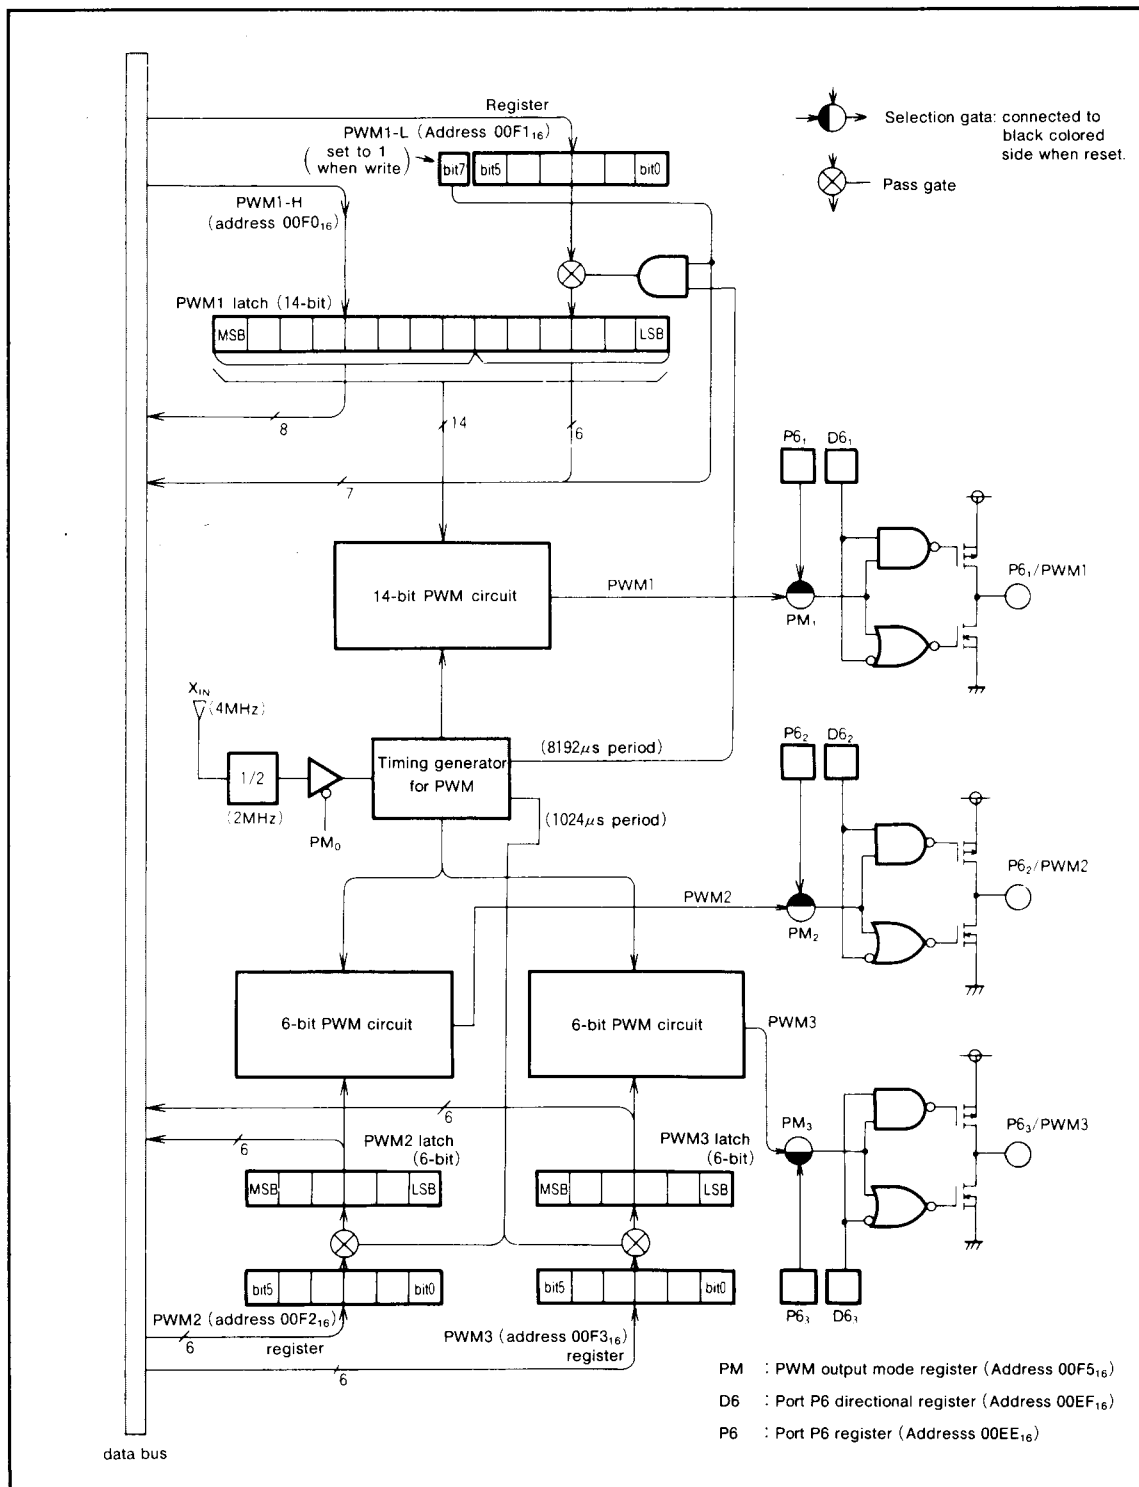 Register
PWM1-L (Address 00F1₁₆)
(set to 1
when write)
bit7
bit5
bit0
Selection gata: connected to
black colored
side when reset.
Pass gate
PWM1-H
(address 00F0₁₆)
PWM1 latch (14-bit)
MSB
LSB
8
14
6
7
P6₁
D6₁
14-bit PWM circuit
PWM1
PM₁
P6₁/PWM1
X_IN
(4MHz)
1/2
(2MHz)
PM₀
Timing generator
for PWM
(8192µs period)
(1024µs period)
P6₂
D6₂
PWM2
PM₂
P6₂/PWM2
6-bit PWM circuit
6-bit PWM circuit
PWM3
6
6
PWM2 latch
(6-bit)
PWM3 latch
(6-bit)
PM₃
P6₃/PWM3
MSB
LSB
MSB
LSB
bit5
bit0
bit5
bit0
P6₃
D6₃
PWM2 (address 00F2₁₆)
register
6
PWM3 (address 00F3₁₆)
register
6
PM : PWM output mode register (Address 00F5₁₆)
D6 : Port P6 directional register (Address 00EF₁₆)
P6 : Port P6 register (Addresss 00EE₁₆)
data bus